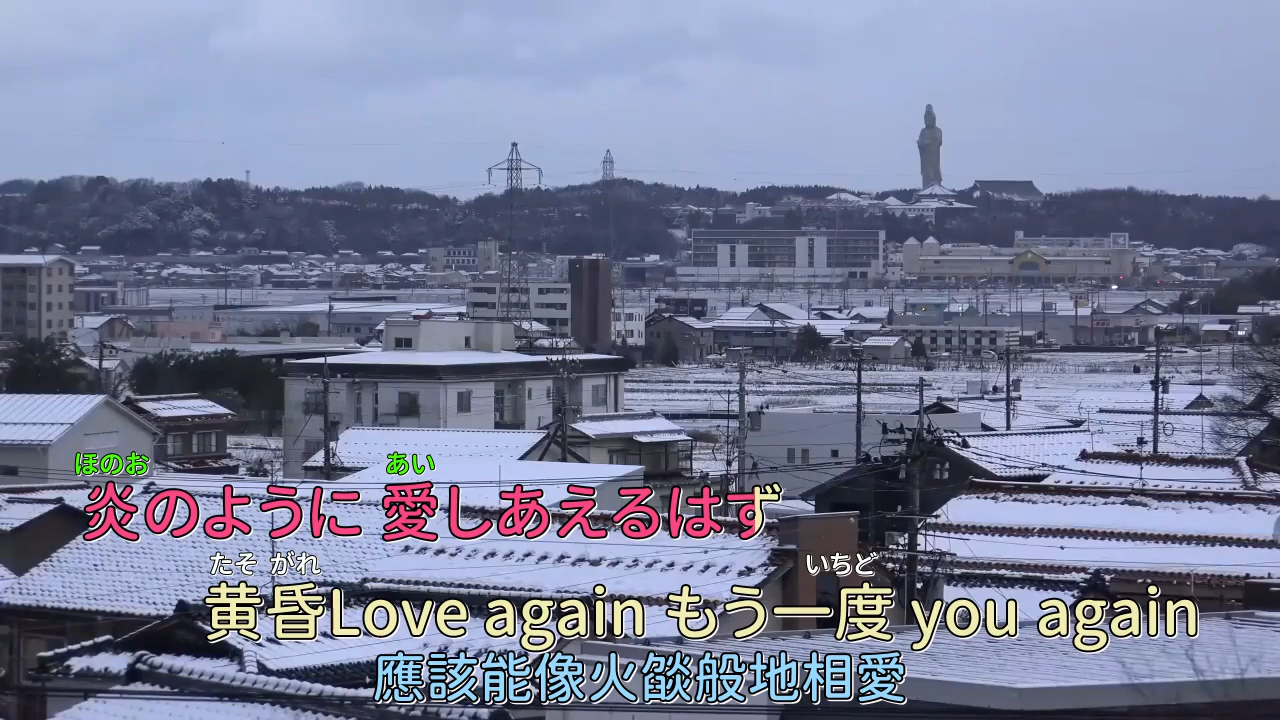 ほのお あい
炎のように 愛しあえるはず
たそ がれ いちど
黄昏Love again もう一度 you again
應該能像火燄般地相愛